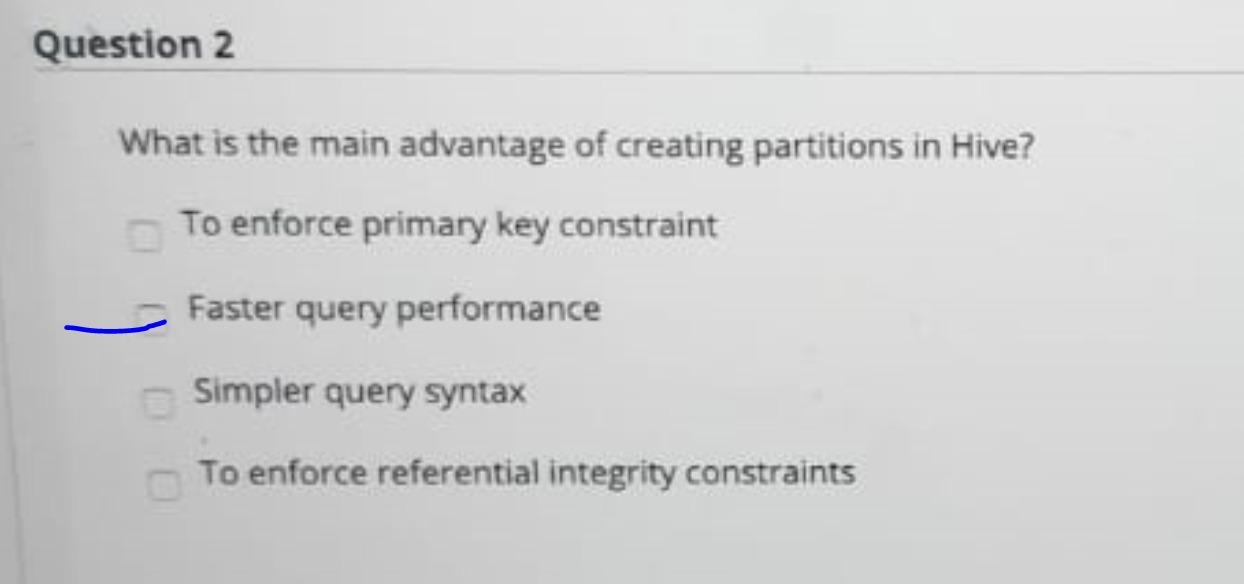 Question 2
What is the main advantage of creating partitions in Hive?
To enforce primary key constraint
Faster query performance
Simpler query syntax
To enforce referential integrity constraints